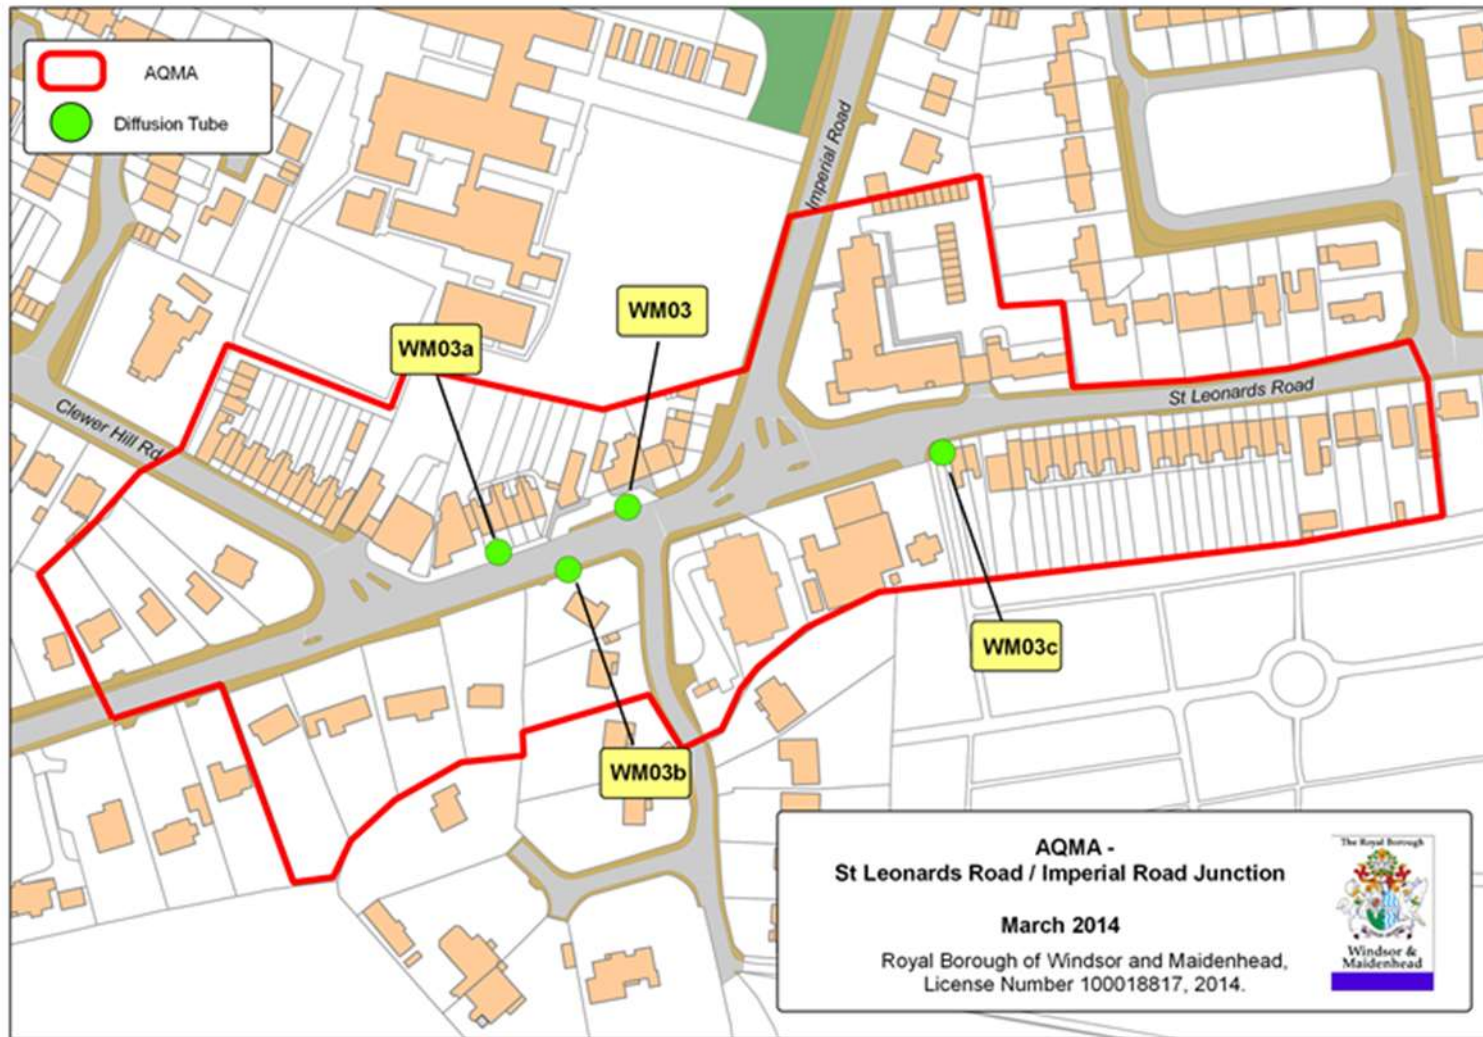 AQMA
Diffusion Tube
Imperial Road
WM03
WM03a
St Leonards Road
Clewer Hill Rd
WM03c
WM03b
AQMA -
St Leonards Road / Imperial Road Junction
March 2014
Royal Borough of Windsor and Maidenhead,
License Number 100018817, 2014.
The Royal Borough
Windsor &
Maidenhead